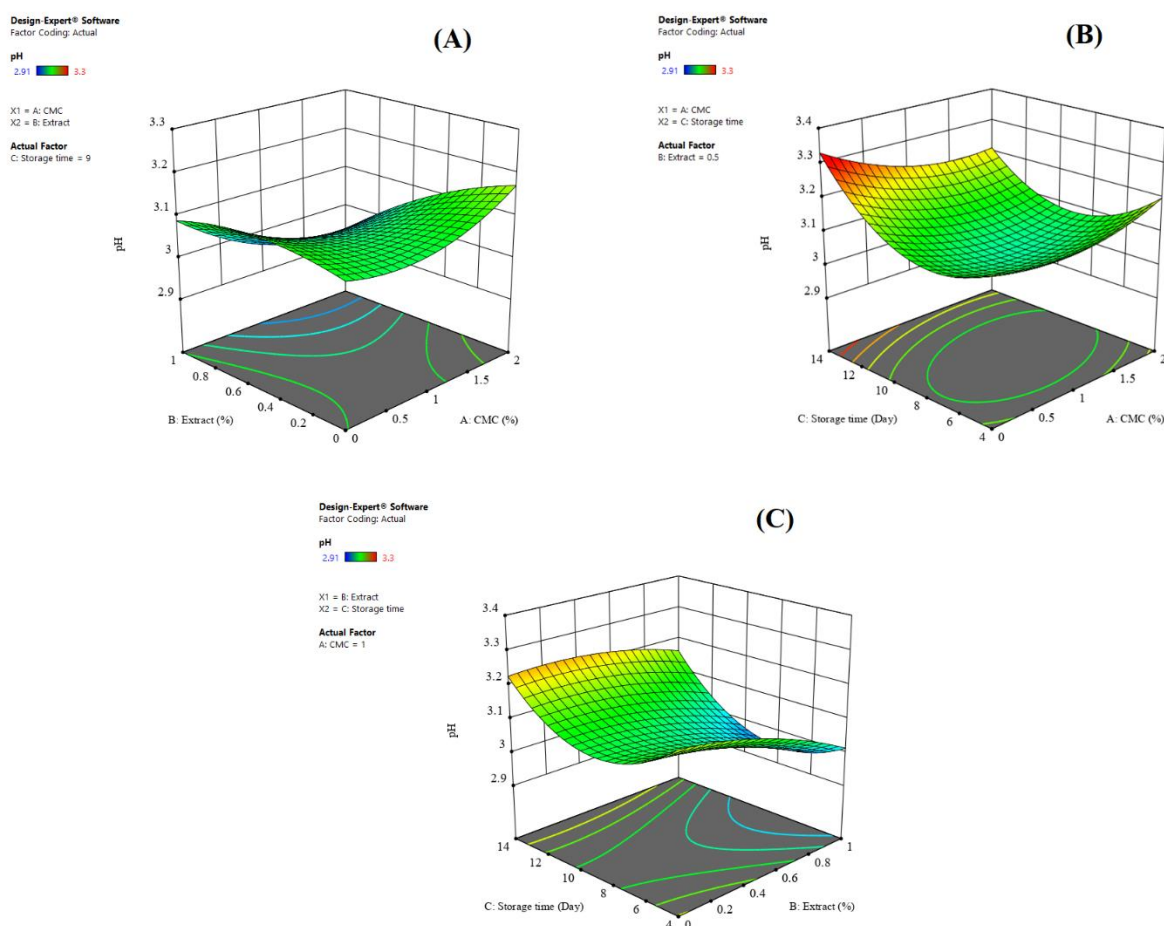 Design-Expert® Software
Factor Coding: Actual
(A)
pH
2.91 3.3
X1 = A: CMC
X2 = B: Extract
Actual Factor
C: Storage time = 9
3.3
3.2
3.1
3
2.9
pH
1
0.8
0.6
0.4
0.2
0
B: Extract (%)
0
0.5
1
1.5
2
A: CMC (%)
Design-Expert® Software
Factor Coding: Actual
(B)
pH
2.91 3.3
X1 = A: CMC
X2 = C: Storage time
Actual Factor
B: Extract = 0.5
3.4
3.3
3.2
3.1
3
2.9
pH
14
12
10
8
6
4
C: Storage time (Day)
0
0.5
1
1.5
2
A: CMC (%)
Design-Expert® Software
Factor Coding: Actual
(C)
pH
2.91 3.3
X1 = B: Extract
X2 = C: Storage time
Actual Factor
A: CMC = 1
3.4
3.3
3.2
3.1
3
2.9
pH
14
12
10
8
6
4
C: Storage time (Day)
0
0.2
0.4
0.6
0.8
1
B: Extract (%)